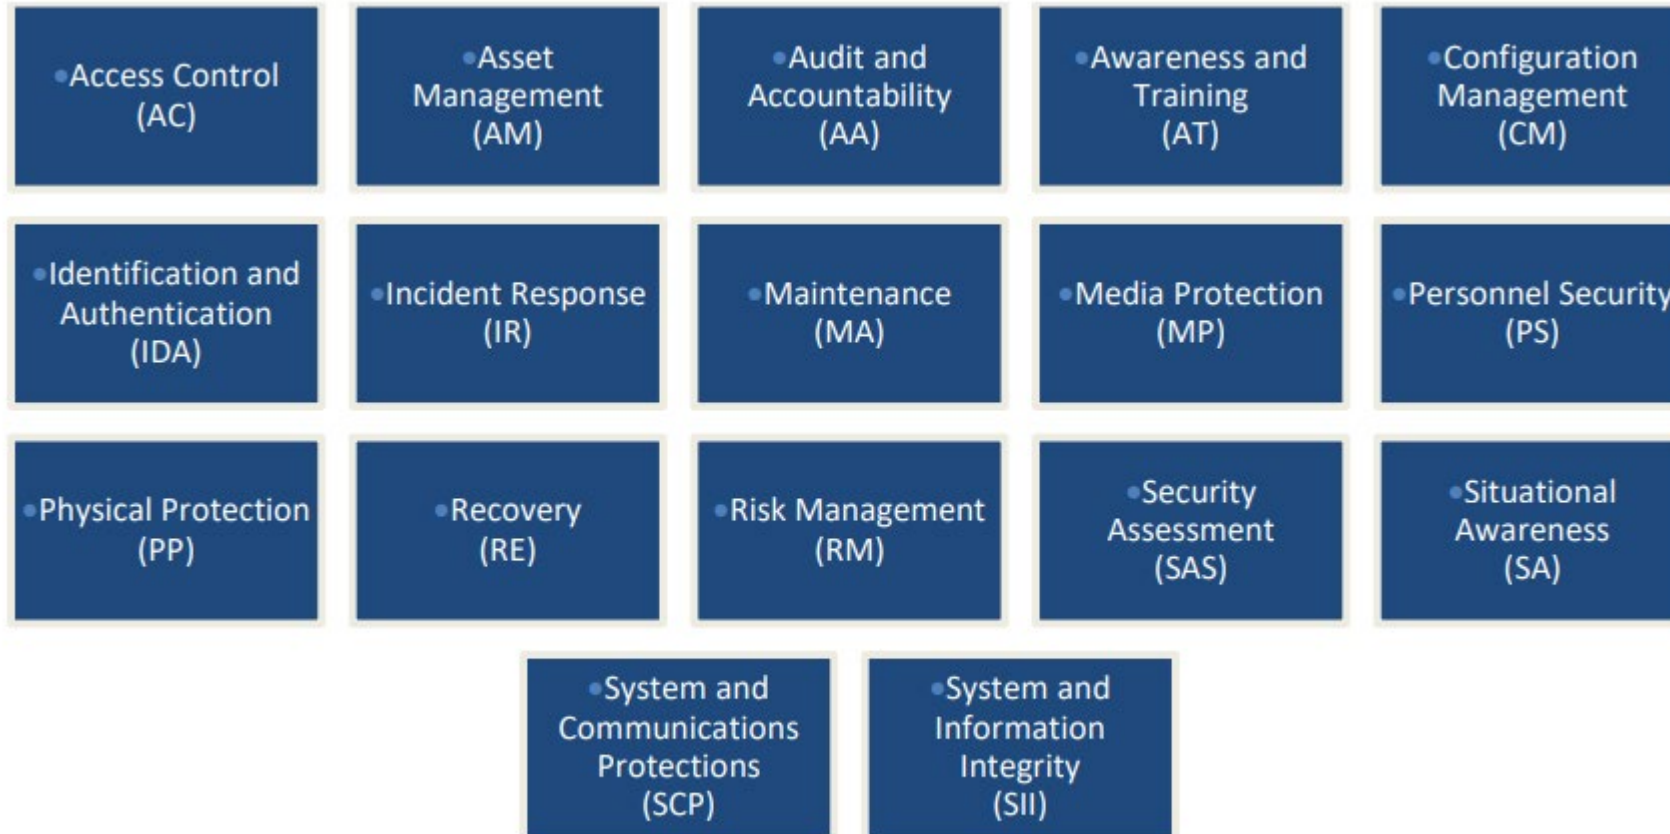 •Access Control
(AC)
•Asset
Management
(AM)
•Audit and
Accountability
(AA)
•Awareness and
Training
(AT)
•Configuration
Management
(CM)
•Identification and
Authentication
(IDA)
•Incident Response
(IR)
•Maintenance
(MA)
•Media Protection
(MP)
•Personnel Security
(PS)
•Physical Protection
(PP)
•Recovery
(RE)
•Risk Management
(RM)
•Security
Assessment
(SAS)
•Situational
Awareness
(SA)
•System and
Communications
Protections
(SCP)
•System and
Information
Integrity
(SII)